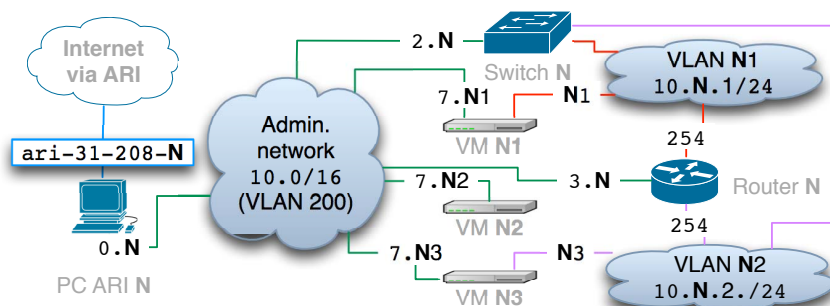 Internet
via ARI
ari-31-208-N
0.N
PC ARI N
Admin.
network
10.0/16
(VLAN 200)
2.N
Switch N
7.N1
N1
VM N1
7.N2
VM N2
7.N3
N3
VM N3
3.N
VLAN N1
10.N.1/24
254
Router N
254
VLAN N2
10.N.2./24